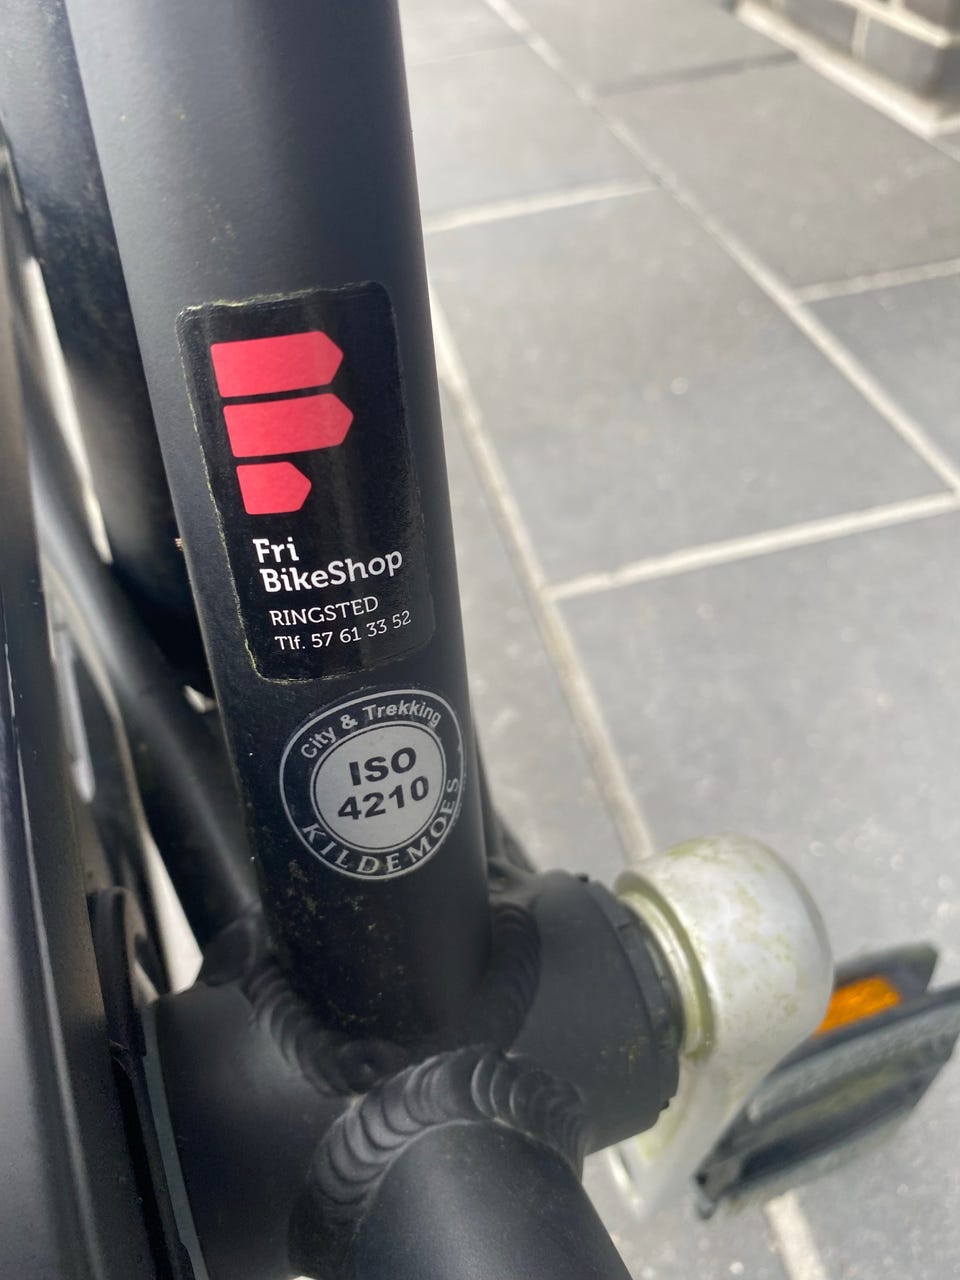 Fri
BikeShop
RINGSTED
Tlf. 57 61 33 52
City & Trekking
ISO
4210
KILDEMOES